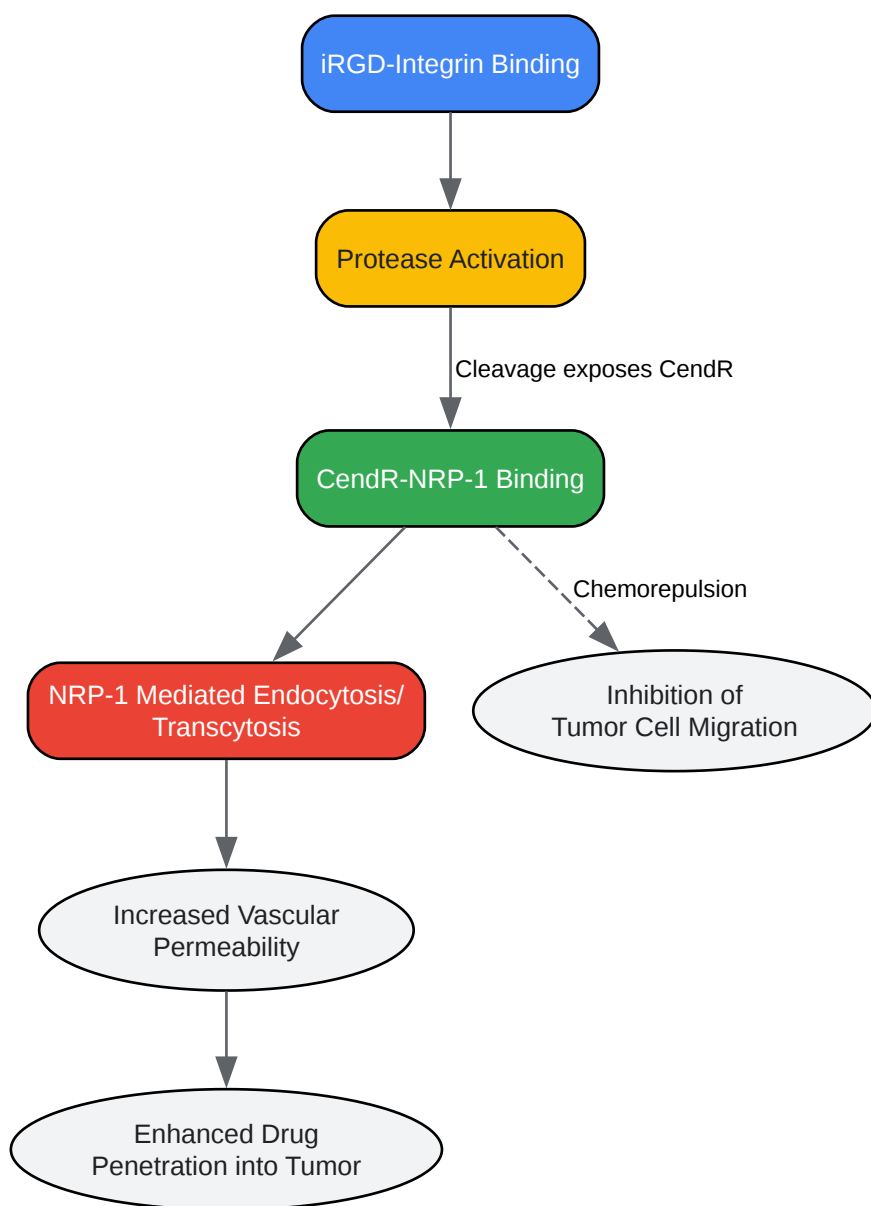 iRGD-Integrin Binding
Protease Activation
Cleavage exposes CendR
CendR-NRP-1 Binding
Chemorepulsion
NRP-1 Mediated Endocytosis/
Transcytosis
Inhibition of
Tumor Cell Migration
Increased Vascular
Permeability
Enhanced Drug
Penetration into Tumor